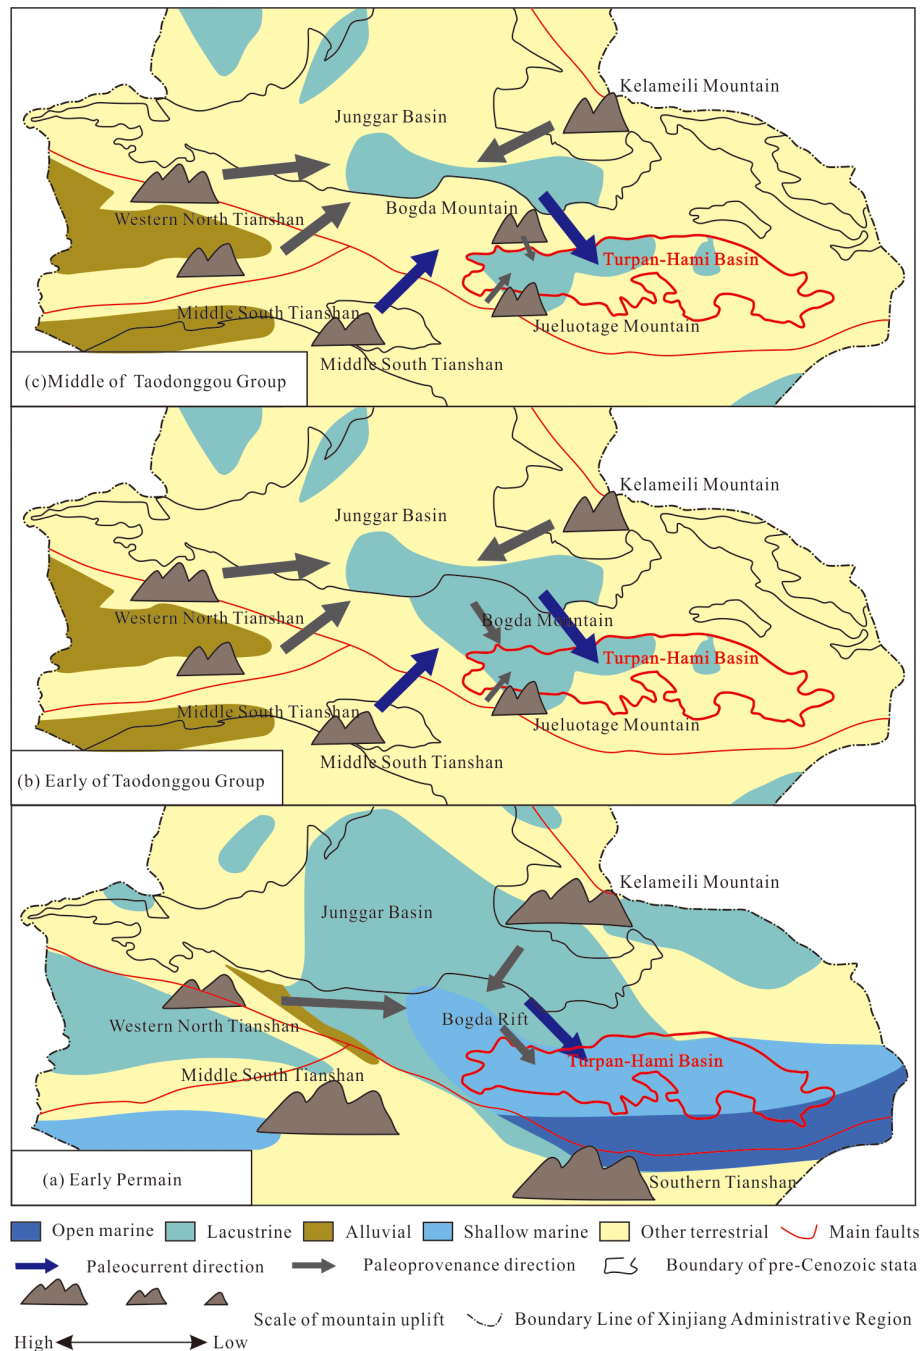 Kelameili Mountain
Junggar Basin
Western North Tianshan
Bogda Mountain
Turpan-Hami Basin
Middle South Tianshan
Jueluotage Mountain
Middle South Tianshan
(c)Middle of Taodonggou Group
Kelameili Mountain
Junggar Basin
Western North Tianshan
Bogda Mountain
Turpan-Hami Basin
Middle South Tianshan
Jueluotage Mountain
Middle South Tianshan
(b) Early of Taodonggou Group
Kelameili Mountain
Junggar Basin
Western North Tianshan
Bogda Rift
Turpan-Hami Basin
Middle South Tianshan
Southern Tianshan
(a) Early Permain
Open marine Lacustrine Alluvial Shallow marine Other terrestrial Main faults
Paleocurrent direction Paleoprovenance direction Boundary of pre-Cenozoic stata
Scale of mountain uplift Boundary Line of Xinjiang Administrative Region
High Low